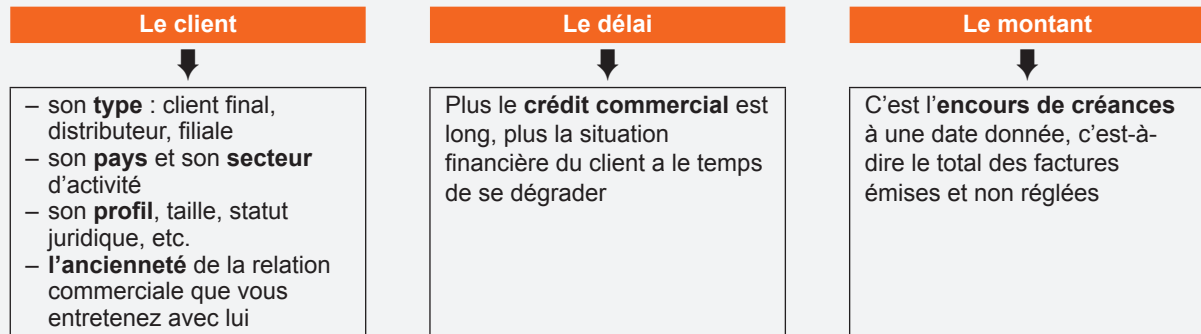 Le client
– son type : client final,
distributeur, filiale
– son pays et son secteur
d’activité
– son profil, taille, statut
juridique, etc.
– l'ancienneté de la relation
commerciale que vous
entretenez avec lui
Le délai
Plus le crédit commercial est
long, plus la situation
financière du client a le temps
de se dégrader
Le montant
C’est l’encours de créances
à une date donnée, c’est-à-
dire le total des factures
émises et non réglées